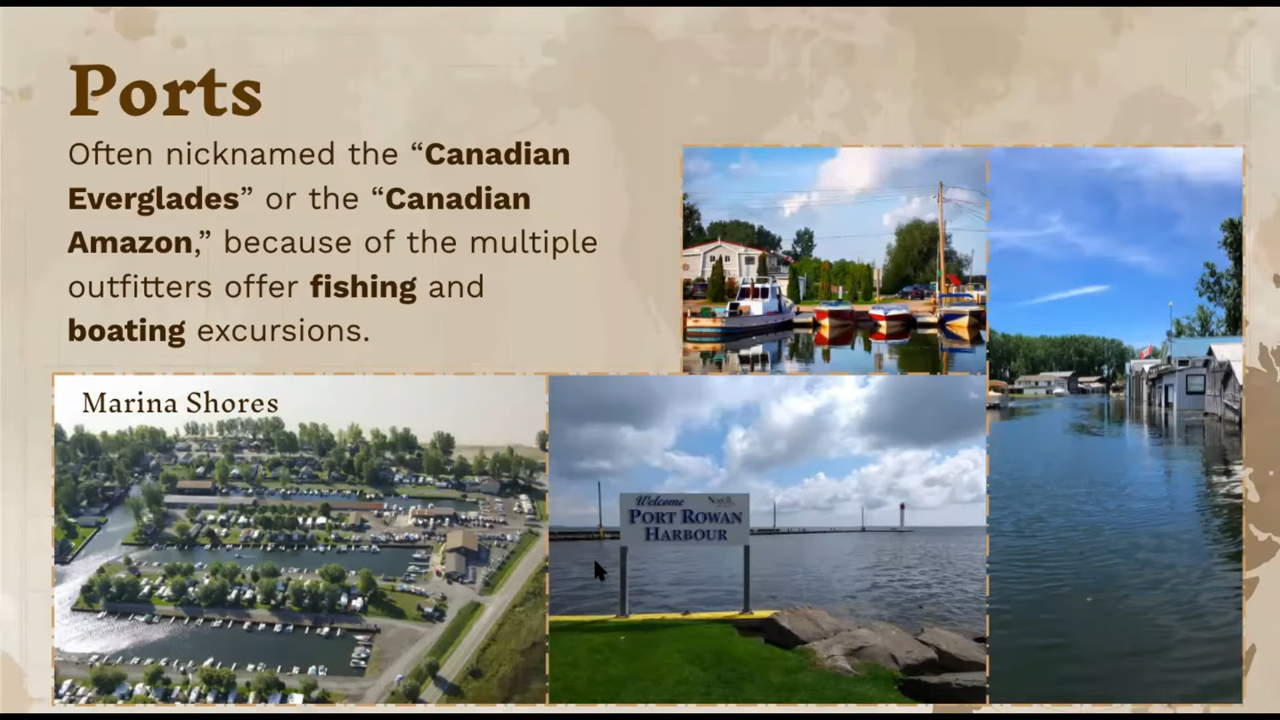 Ports
Often nicknamed the “Canadian
Everglades” or the “Canadian
Amazon,” because of the multiple
outfitters offer fishing and
boating excursions.
Marina Shores
Welcome
PORT ROWAN
HARBOUR